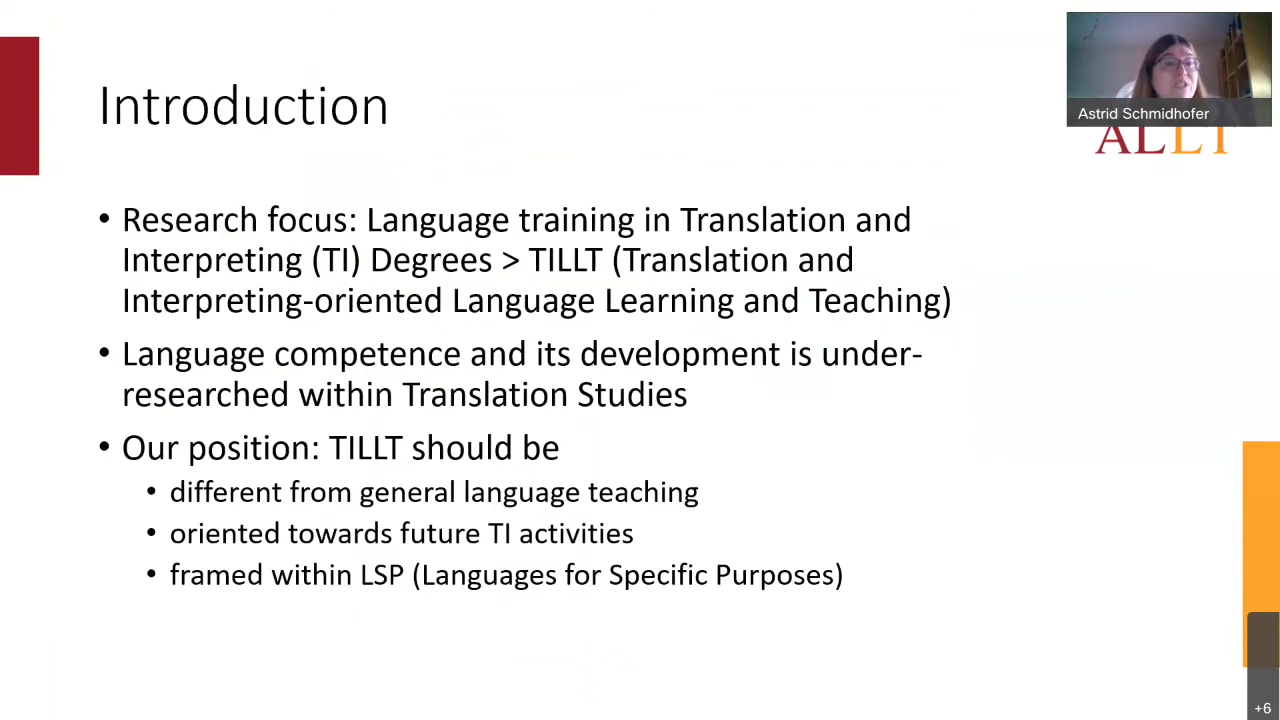 Introduction
Astrid Schmidhofer
ALLT
• Research focus: Language training in Translation and
Interpreting (TI) Degrees > TILLT (Translation and
Interpreting-oriented Language Learning and Teaching)
• Language competence and its development is under-
researched within Translation Studies
• Our position: TILLT should be
• different from general language teaching
• oriented towards future TI activities
• framed within LSP (Languages for Specific Purposes)
+6